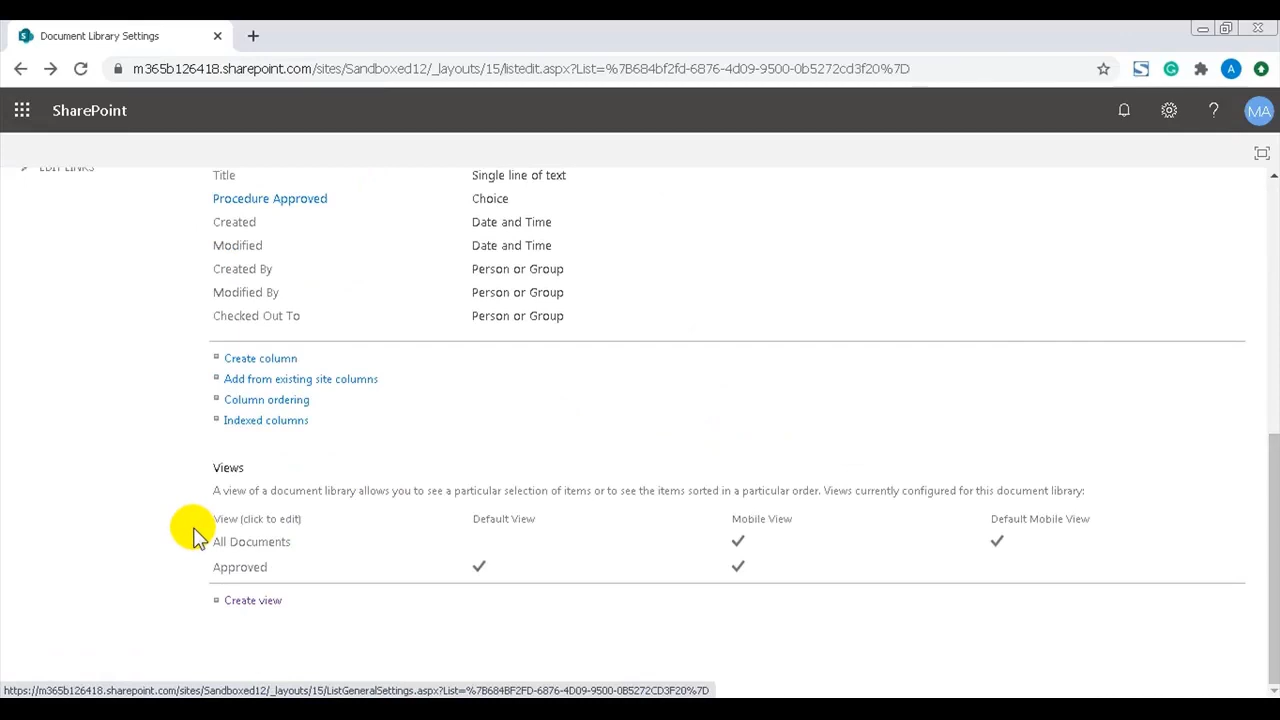 Document Library Settings
m365b126418.sharepoint.com/sites/Sandboxed12/_layouts/15/listedit.aspx?List=%7B684bf2fd-6876-4d09-9500-0b5272cd3f20%7D
A
SharePoint
?
MA
EDIT LINKS
Title Single line of text
Procedure Approved Choice
Created Date and Time
Modified Date and Time
Created By Person or Group
Modified By Person or Group
Checked Out To Person or Group
Create column
Add from existing site columns
Column ordering
Indexed columns
Views
A view of a document library allows you to see a particular selection of items or to see the items sorted in a particular order. Views currently configured for this document library:
View (click to edit) Default View Mobile View Default Mobile View
All Documents
Approved
Create view
https://m365b126418.sharepoint.com/sites/Sandboxed12/_layouts/15/ListGeneralSettings.aspx?List=%7B684BF2FD-6876-4D09-9500-0B5272CD3F20%7D